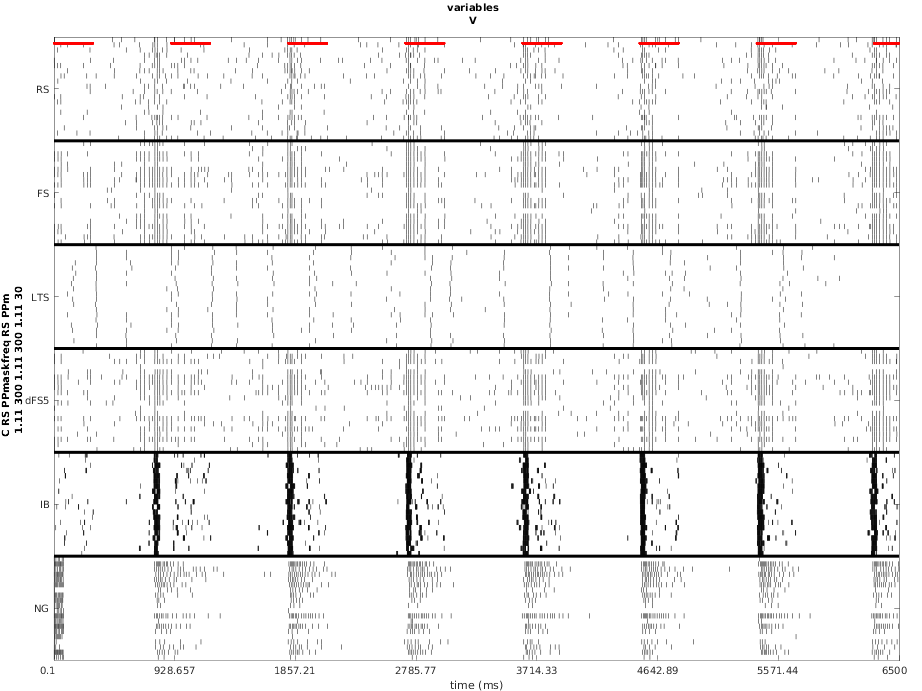 variables
V
RS
FS
LTS
dFS5
IB
NG
C RS PPmaskfreq RS PPm
1.11 300 1.11 300 1.11 30
0.1 928.657 1857.21 2785.77 3714.33 4642.89 5571.44 6500
time (ms)